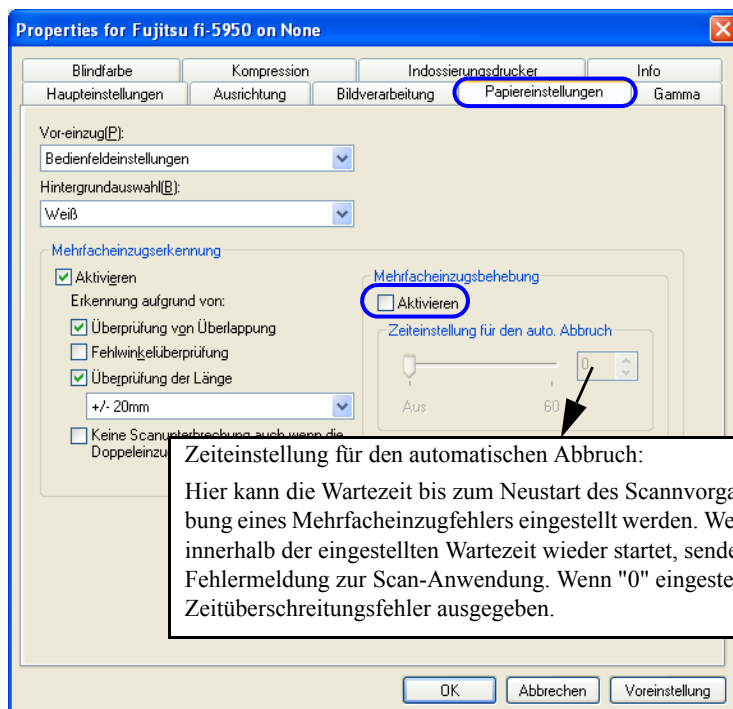 Properties for Fujitsu fi-5950 on None
Blindfarbe Kompression Indossierungsdrucker Info
Haupteinstellungen Ausrichtung Bildverarbeitung Papiereinstellungen Gamma
Vor-einzug(P):
Bedienfeldeinstellungen
Hintergrundauswahl(B):
Weiß
Mehrfacheinzugserkennung
Aktivieren
Erkennung aufgrund von:
Überprüfung von Überlappung
Fehlwinkelüberprüfung
Überprüfung der Länge
+/- 20mm
Keine Scanunterbrechung auch wenn die
Doppeleinzu
Mehrfacheinzugsbehebung
Aktivieren
Zeiteinstellung für den auto. Abbruch
0
Aus 60
Zeiteinstellung für den automatischen Abbruch:
Hier kann die Wartezeit bis zum Neustart des Scannvorga
bung eines Mehrfacheinzugfehlers eingestellt werden. We
innerhalb der eingestellten Wartezeit wieder startet, sende
Fehlermeldung zur Scan-Anwendung. Wenn "0" eingeste
Zeitüberschreitungsfehler ausgegeben.
OK Abbrechen Voreinstellung